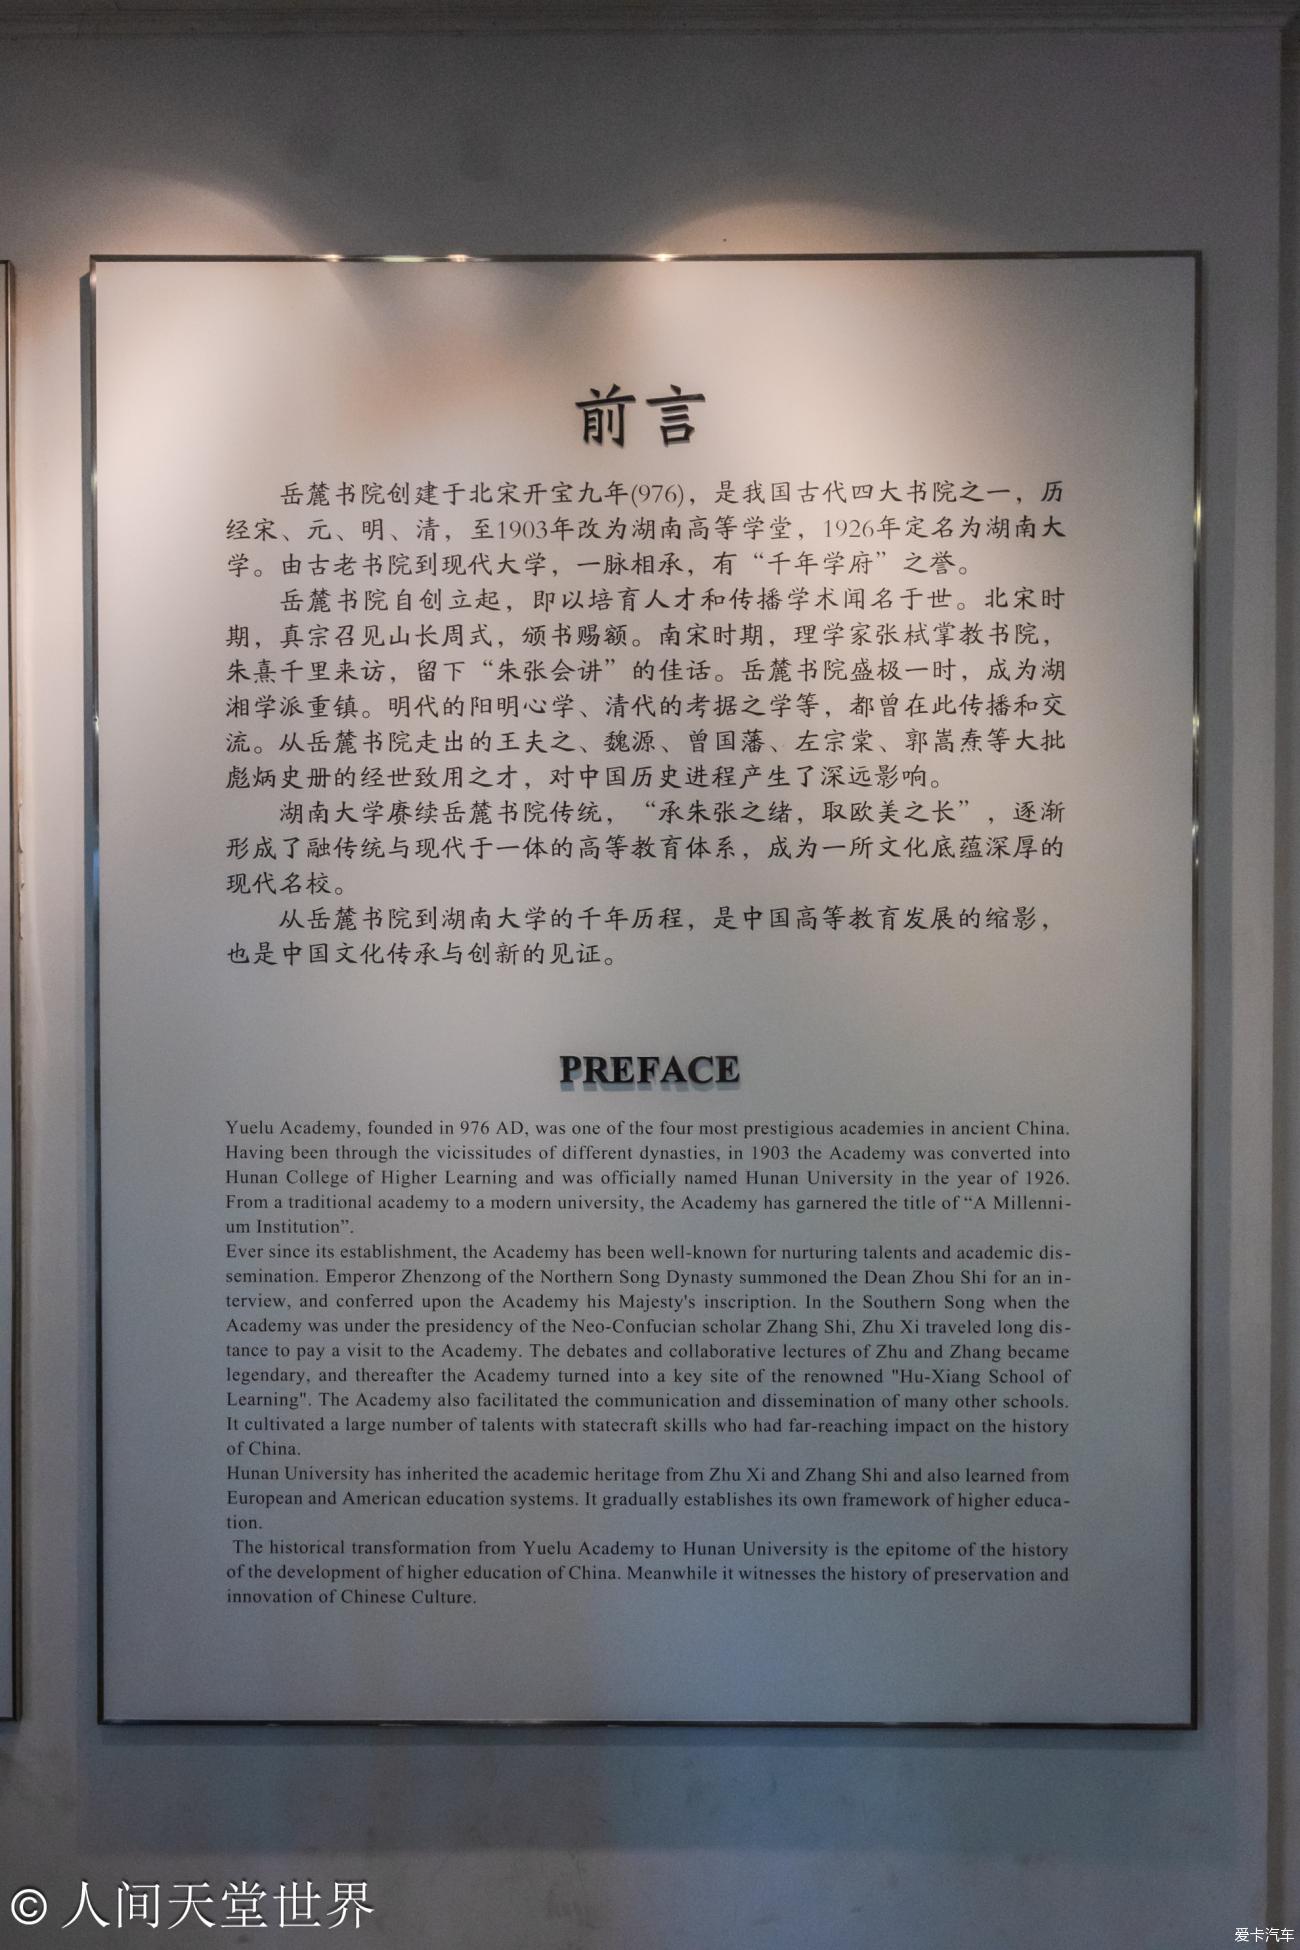 前言
岳麓书院创建于北宋开宝九年(976)，是我国古代四大书院之一，历
经宋、元、明、清，至1903年改为湖南高等学堂，1926年定名为湖南大
学。由古老书院到现代大学，一脉相承，有“千年学府”之誉。
岳麓书院自创立起，即以培育人才和传播学术闻名于世。北宋时
期，真宗召见山长周式，颁书赐额。南宋时期，理学家张栻掌教书院，
朱熹千里来访，留下“朱张会讲”的佳话。岳麓书院盛极一时，成为湖
湘学派重镇。明代的阳明心学、清代的考据之学等，都曾在此传播和交
流。从岳麓书院走出的王夫之、魏源、曾国藩、左宗棠、郭嵩焘等大批
彪炳史册的经世致用之才，对中国历史进程产生了深远影响。
湖南大学赓续岳麓书院传统，“承朱张之绪，取欧美之长”，逐渐
形成了融传统与现代于一体的高等教育体系，成为一所文化底蕴深厚的
现代名校。
从岳麓书院到湖南大学的千年历程，是中国高等教育发展的缩影，
也是中国文化传承与创新的见证。
PREFACE
Yuelu Academy, founded in 976 AD, was one of the four most prestigious academies in ancient China.
Having been through the vicissitudes of different dynasties, in 1903 the Academy was converted into
Hunan College of Higher Learning and was officially named Hunan University in the year of 1926.
From a traditional academy to a modern university, the Academy has garnered the title of “A Millenni-
um Institution”.
Ever since its establishment, the Academy has been well-known for nurturing talents and academic dis-
semination. Emperor Zhenzong of the Northern Song Dynasty summoned the Dean Zhou Shi for an in-
terview, and conferred upon the Academy his Majesty's inscription. In the Southern Song when the
Academy was under the presidency of the Neo-Confucian scholar Zhang Shi, Zhu Xi traveled long dis-
tance to pay a visit to the Academy. The debates and collaborative lectures of Zhu and Zhang became
legendary, and thereafter the Academy turned into a key site of the renowned "Hu-Xiang School of
Learning". The Academy also facilitated the communication and dissemination of many other schools.
It cultivated a large number of talents with statecraft skills who had far-reaching impact on the history
of China.
Hunan University has inherited the academic heritage from Zhu Xi and Zhang Shi and also learned from
European and American education systems. It gradually establishes its own framework of higher educa-
tion.
The historical transformation from Yuelu Academy to Hunan University is the epitome of the history
of the development of higher education of China. Meanwhile it witnesses the history of preservation and
innovation of Chinese Culture.
© 人间天堂世界
爱卡汽车